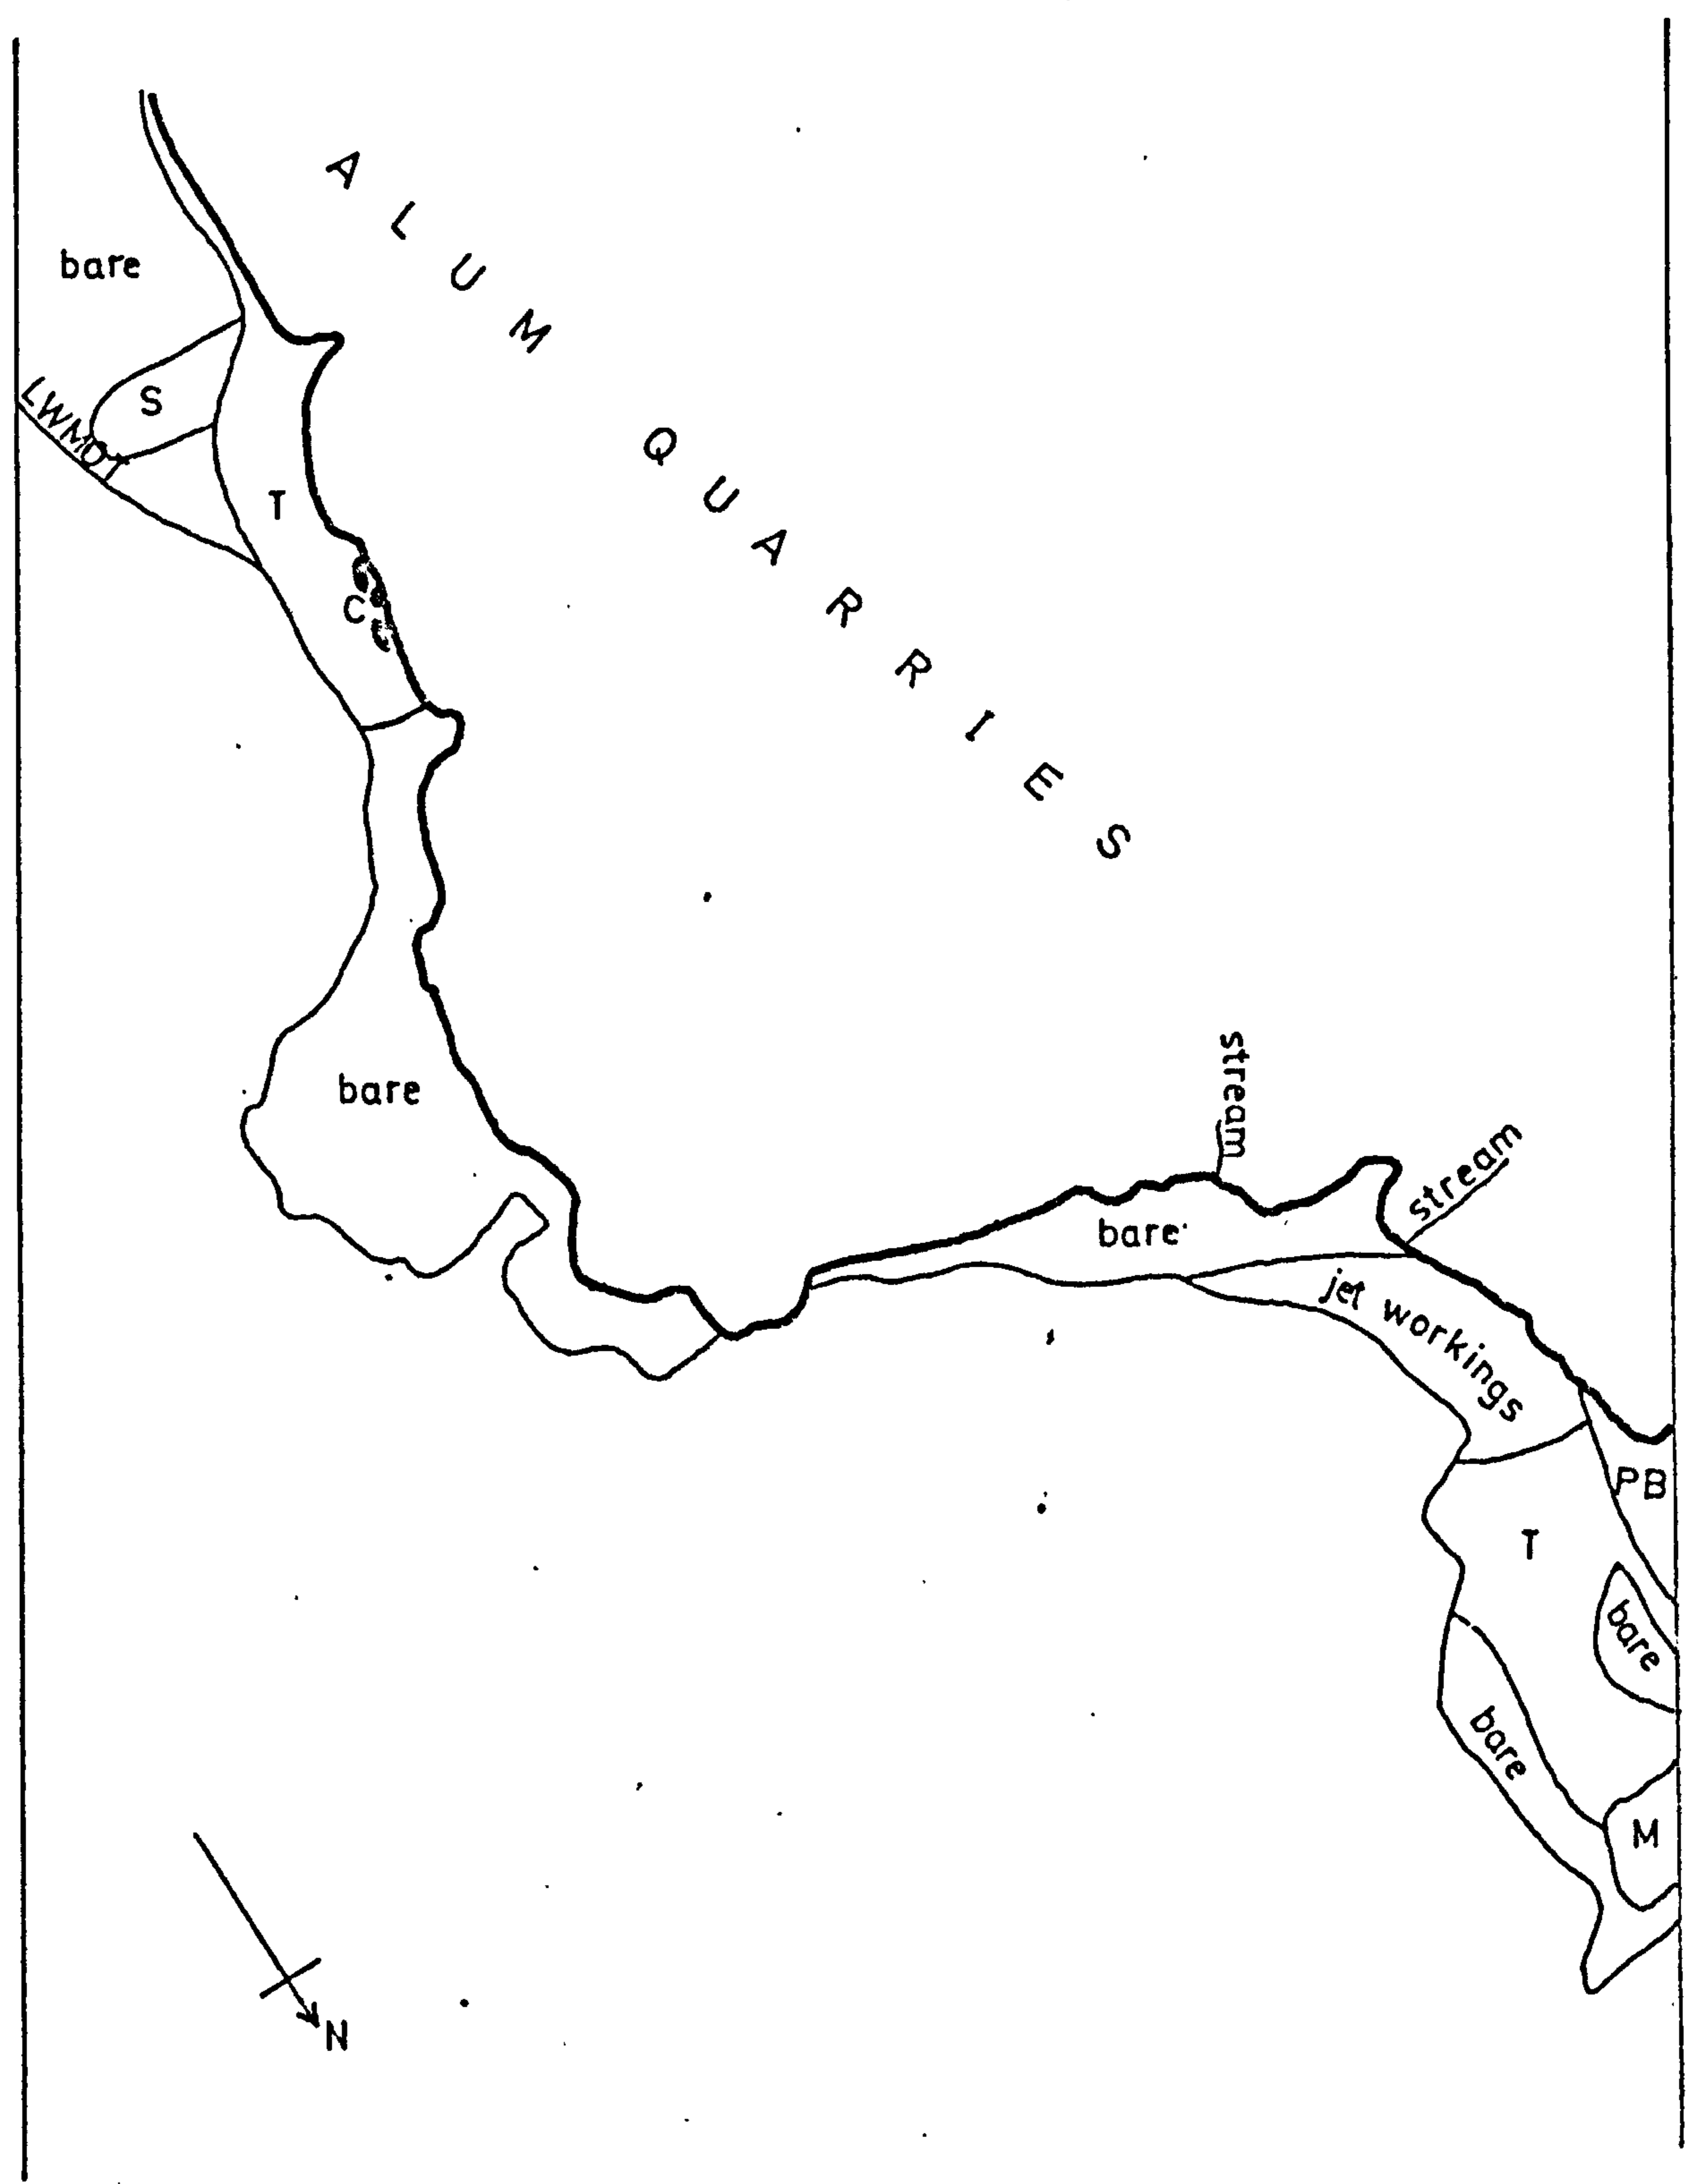 ALUM QUARRIES
bare
S
LWMOT
T
C
bare
stream
stream
bare
jet workings
PB
T
bare
bare
M
N